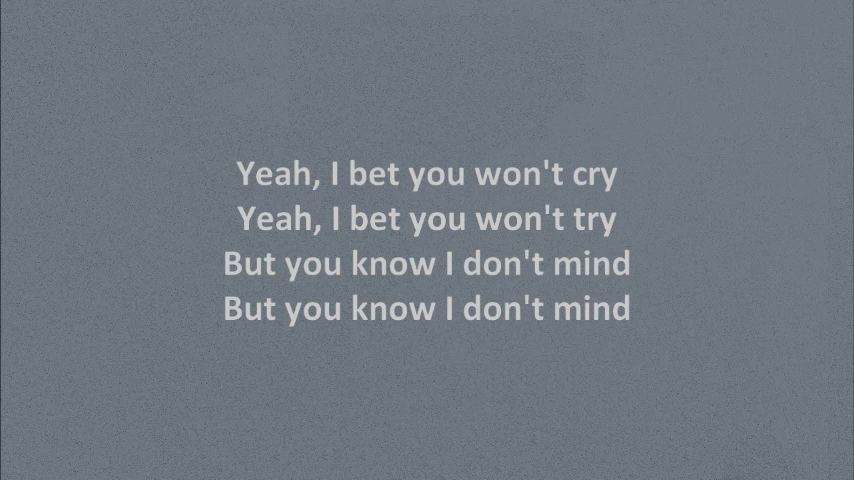 Yeah, I bet you won't cry
Yeah, I bet you won't try
But you know I don't mind
But you know I don't mind